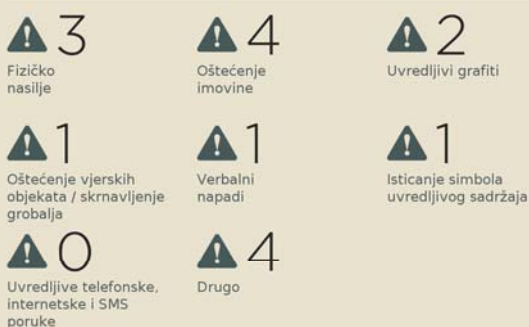 3
Fizičko
nasilje
4
Oštećenje
imovine
2
Uvredljivi grafiti
1
Oštećenje vjerskih
objekata / skrnavljenje
grobalja
1
Verbalni
napadi
1
Isticanje simbola
uvredljivog sadržaja
0
Uvredljive telefonske,
internetske i SMS
poruke
4
Drugo